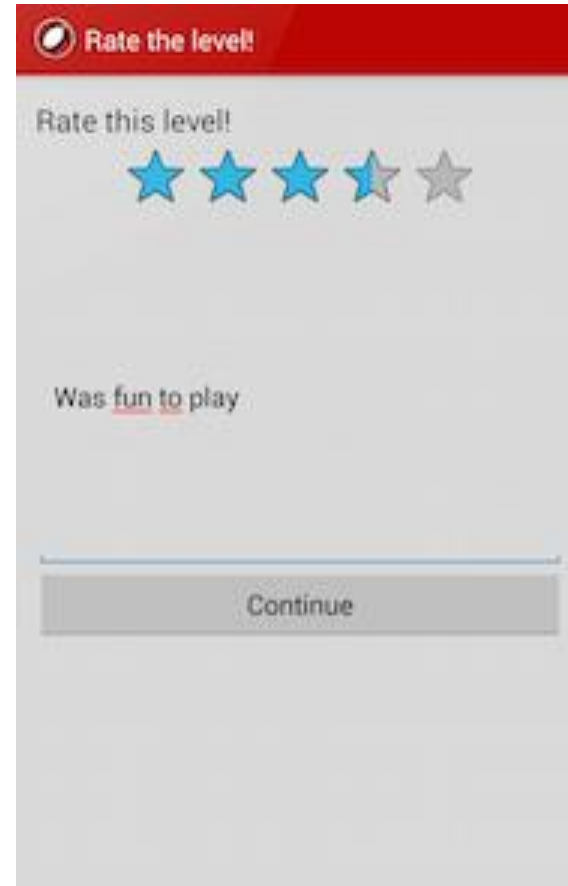 Rate the level!
Rate this level!
Was fun to play
Continue